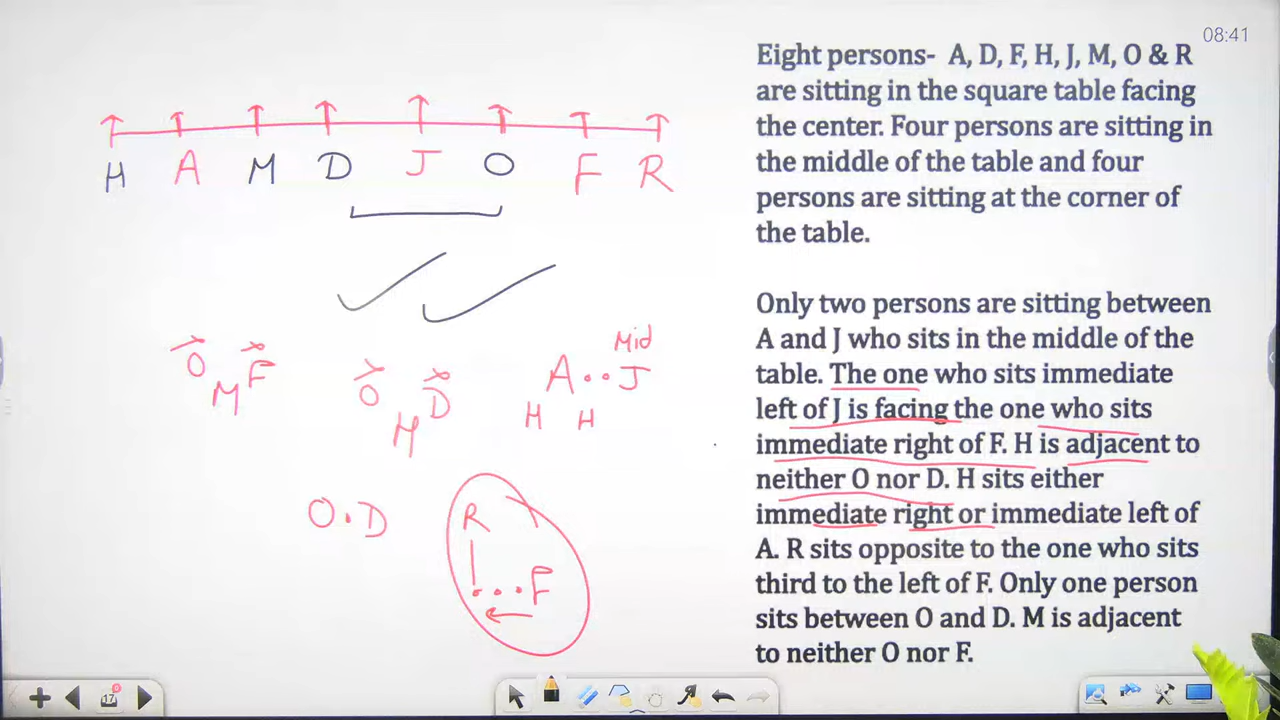 08:41
Eight persons- A, D, F, H, J, M, O & R
are sitting in the square table facing
the center. Four persons are sitting in
the middle of the table and four
persons are sitting at the corner of
the table.
Only two persons are sitting between
A and J who sits in the middle of the
table. The one who sits immediate
left of J is facing the one who sits
immediate right of F. H is adjacent to
neither O nor D. H sits either
immediate right or immediate left of
A. R sits opposite to the one who sits
third to the left of F. Only one person
sits between O and D. M is adjacent
to neither O nor F.
H A M D J O F R
O F
M
O D
M
Mid
A . . J
H H
O . D
R
. . . F
17